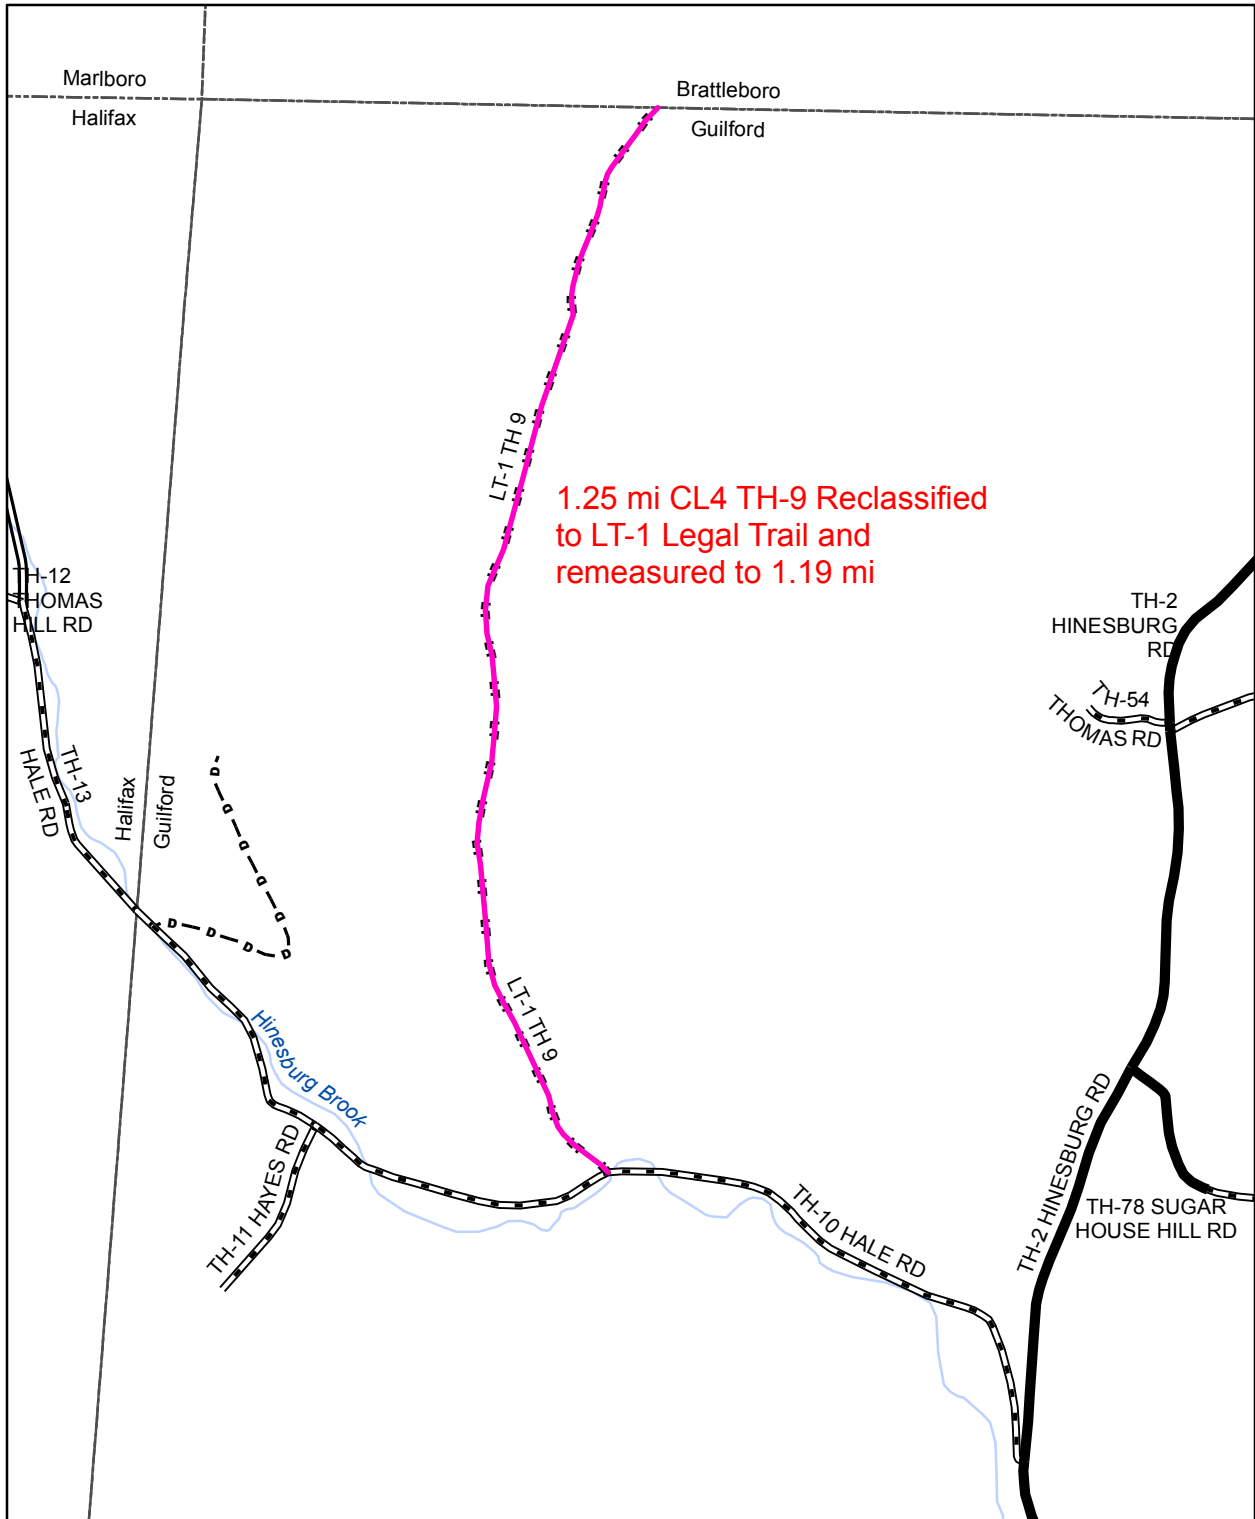 Marlboro
Halifax
Brattleboro
Guilford
LT-1 TH 9
1.25 mi CL4 TH-9 Reclassified
to LT-1 Legal Trail and
remeasured to 1.19 mi
TH-12
THOMAS
HILL RD
TH-2
HINESBURG
RD
TH-54
THOMAS RD
TH-13
HALE RD
Halifax
Guilford
D D D D D D
D D D D
LT-1 TH 9
Hinesburg Brook
TH-11 HAYES RD
TH-10 HALE RD
TH-2 HINESBURG RD
TH-78 SUGAR
HOUSE HILL RD